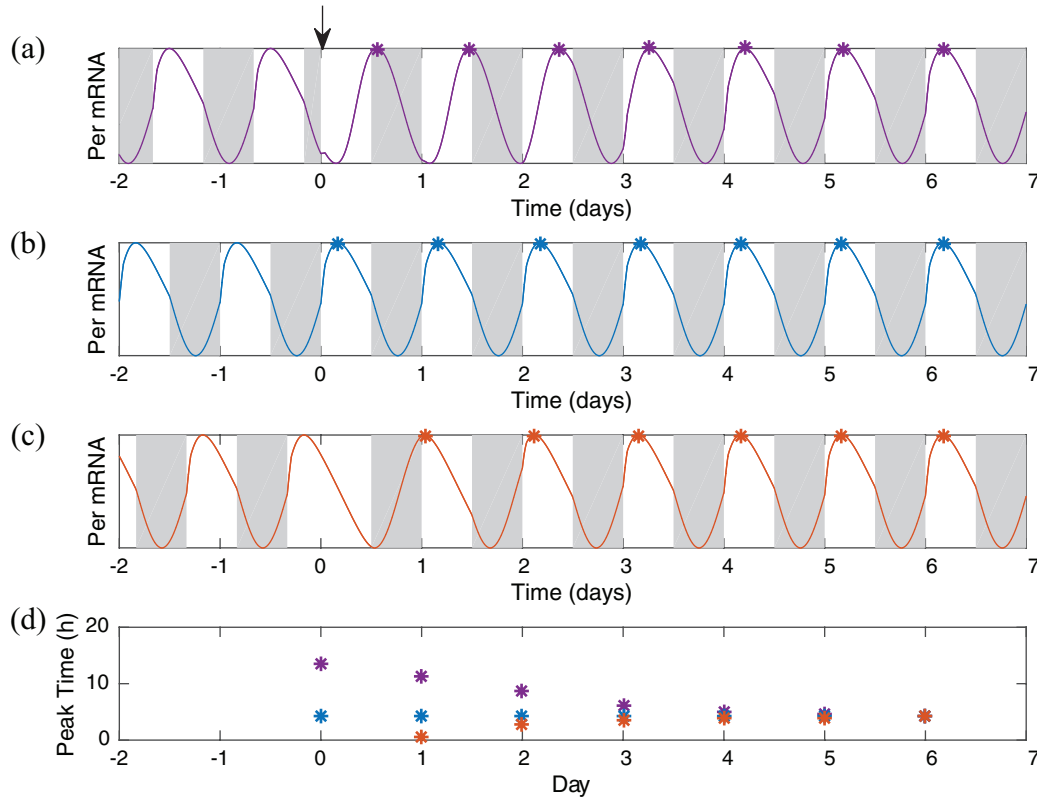 (a)
Per mRNA
-2 -1 0 1 2 3 4 5 6 7
Time (days)
(b)
Per mRNA
-2 -1 0 1 2 3 4 5 6 7
Time (days)
(c)
Per mRNA
-2 -1 0 1 2 3 4 5 6 7
Time (days)
(d)
Peak Time (h)
20
10
0
-2 -1 0 1 2 3 4 5 6 7
Day